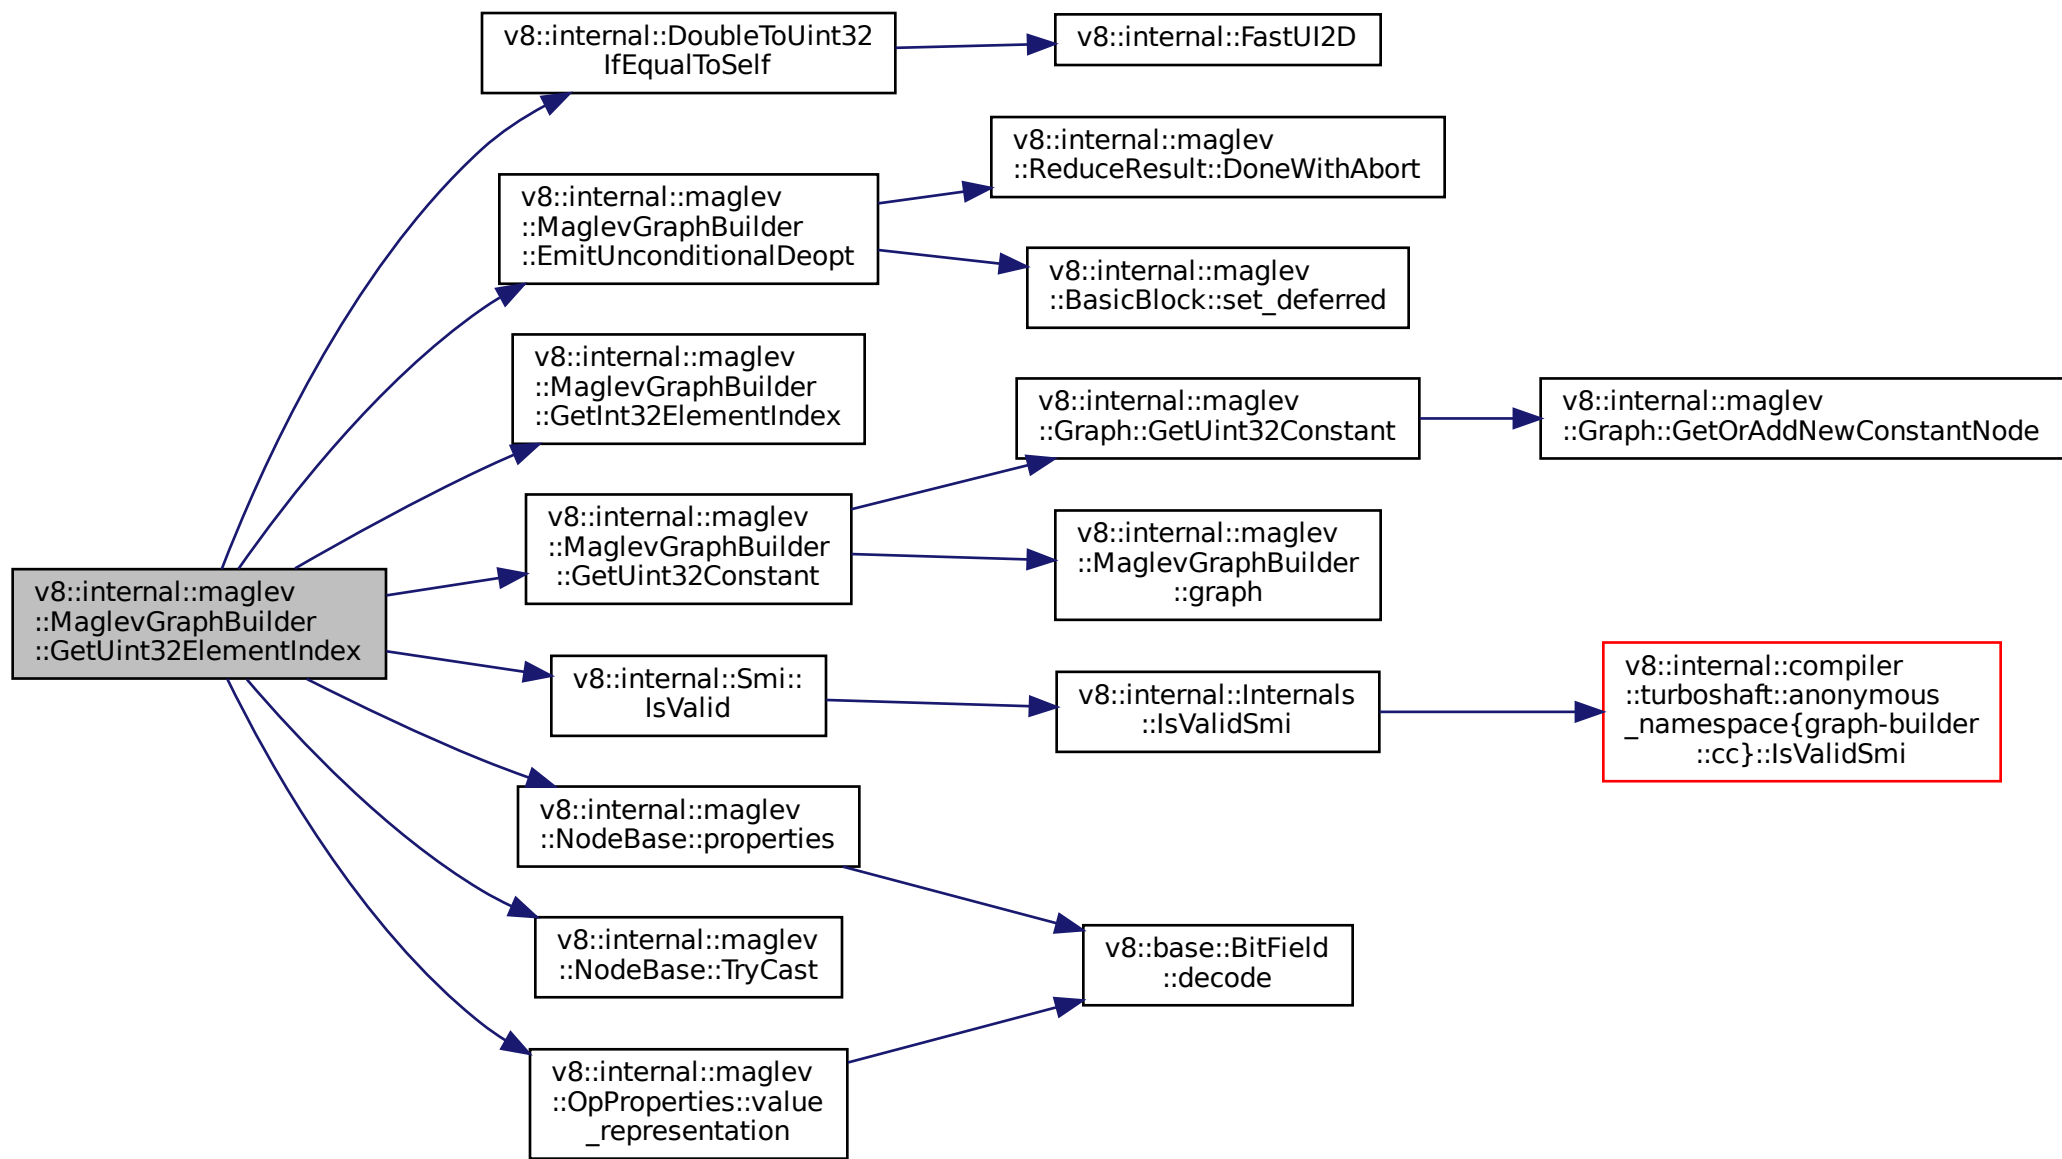 v8::internal::maglev
::MaglevGraphBuilder
::GetUint32ElementIndex
v8::internal::DoubleToUint32
IfEqualToSelf
v8::internal::FastUI2D
v8::internal::maglev
::MaglevGraphBuilder
::EmitUnconditionalDeopt
v8::internal::maglev
::ReduceResult::DoneWithAbort
v8::internal::maglev
::BasicBlock::set_deferred
v8::internal::maglev
::MaglevGraphBuilder
::GetInt32ElementIndex
v8::internal::maglev
::MaglevGraphBuilder
::GetUint32Constant
v8::internal::maglev
::Graph::GetUint32Constant
v8::internal::maglev
::Graph::GetOrAddNewConstantNode
v8::internal::maglev
::MaglevGraphBuilder
::graph
v8::internal::Smi::
IsValid
v8::internal::Internals
::IsValidSmi
v8::internal::compiler
::turboshaft::anonymous
_namespace{graph-builder
::cc}::IsValidSmi
v8::internal::maglev
::NodeBase::properties
v8::base::BitField
::decode
v8::internal::maglev
::NodeBase::TryCast
v8::internal::maglev
::OpProperties::value
_representation